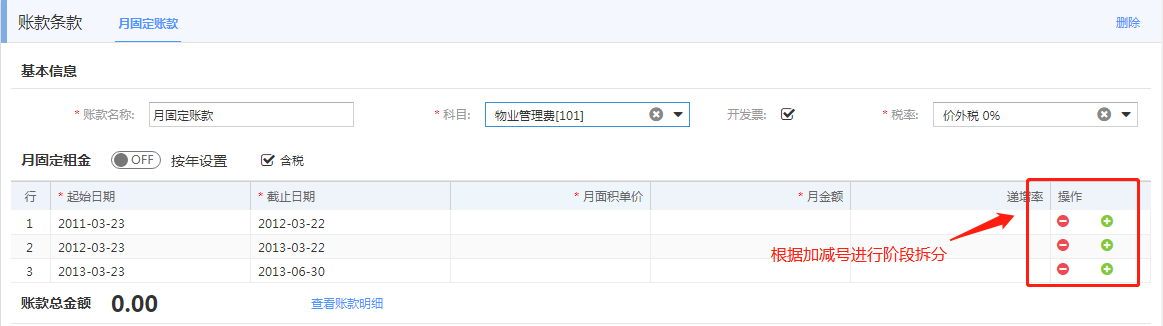 账款条款 月固定账款 删除
基本信息
* 账款名称: 月固定账款 * 科目: 物业管理费[101] 开发票: * 税率: 价外税 0%
月固定租金 OFF 按年设置 含税
行 * 起始日期 * 截止日期 * 月面积单价 * 月金额 递增率 操作
1 2011-03-23 2012-03-22
2 2012-03-23 2013-03-22
根据加减号进行阶段拆分
3 2013-03-23 2013-06-30
账款总金额 0.00 查看账款明细